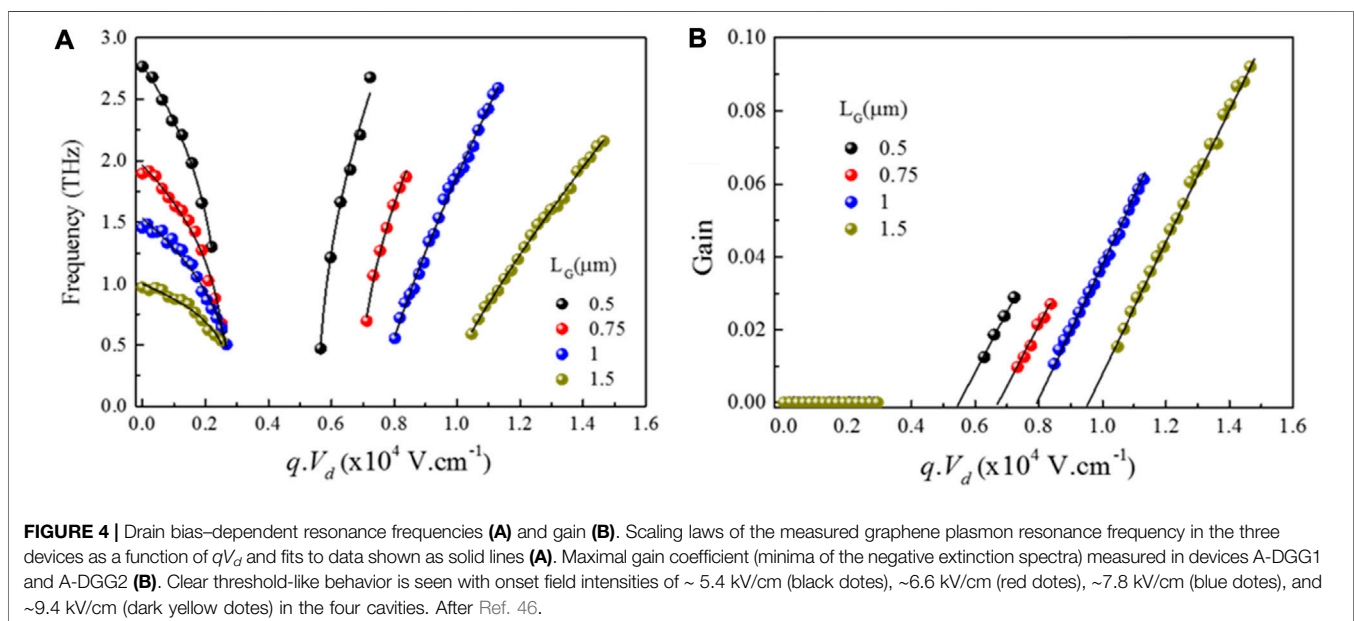 A
3.0
2.5
2.0
1.5
1.0
0.5
0.0
Frequency (THz)
0.0 0.2 0.4 0.6 0.8 1.0 1.2 1.4 1.6
q.V_d (x10^4 V.cm^-1)
L_G(μm)
0.5
0.75
1
1.5
B
0.10
0.08
0.06
0.04
0.02
0.00
Gain
0.0 0.2 0.4 0.6 0.8 1.0 1.2 1.4 1.6
q.V_d (x10^4 V.cm^-1)
L_G(μm)
0.5
0.75
1
1.5
FIGURE 4 | Drain bias–dependent resonance frequencies (A) and gain (B). Scaling laws of the measured graphene plasmon resonance frequency in the three
devices as a function of qV_d and fits to data shown as solid lines (A). Maximal gain coefficient (minima of the negative extinction spectra) measured in devices A-DGG1
and A-DGG2 (B). Clear threshold-like behavior is seen with onset field intensities of ~ 5.4 kV/cm (black dotes), ~6.6 kV/cm (red dotes), ~7.8 kV/cm (blue dotes), and
~9.4 kV/cm (dark yellow dotes) in the four cavities. After Ref. 46.